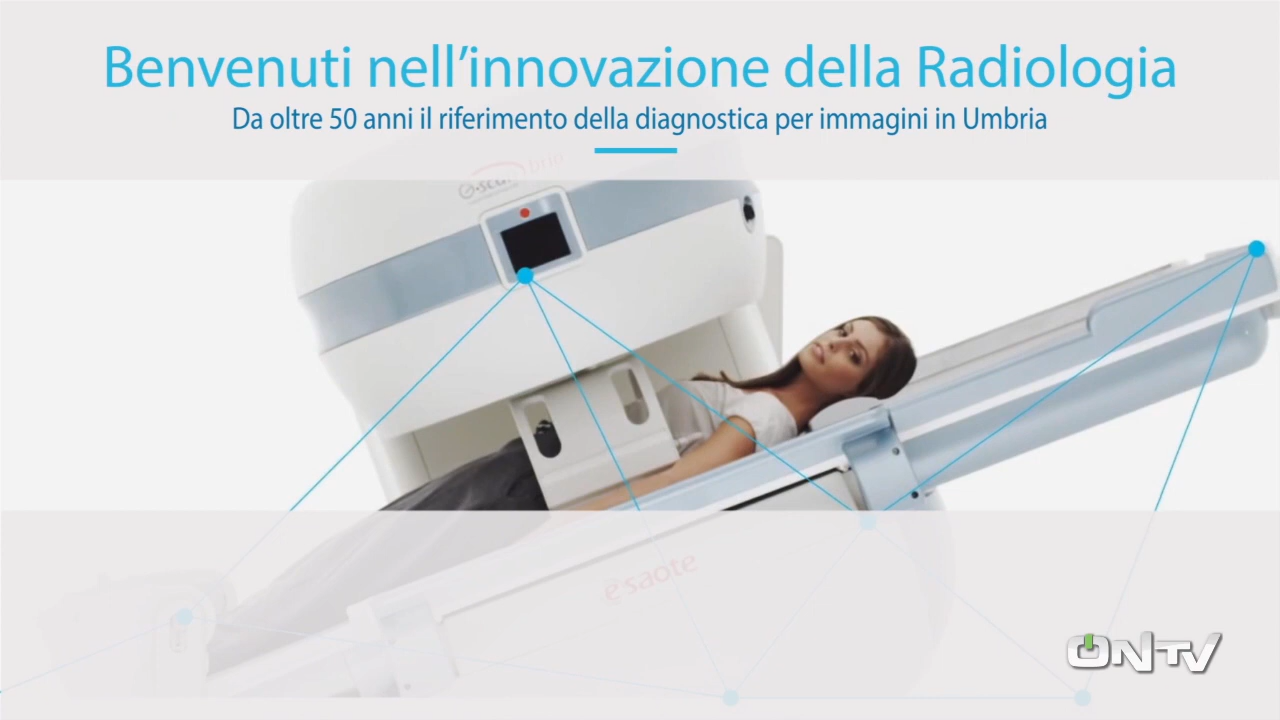 Benvenuti nell'innovazione della Radiologia
Da oltre 50 anni il riferimento della diagnostica per immagini in Umbria
brio
esaote
ONTV